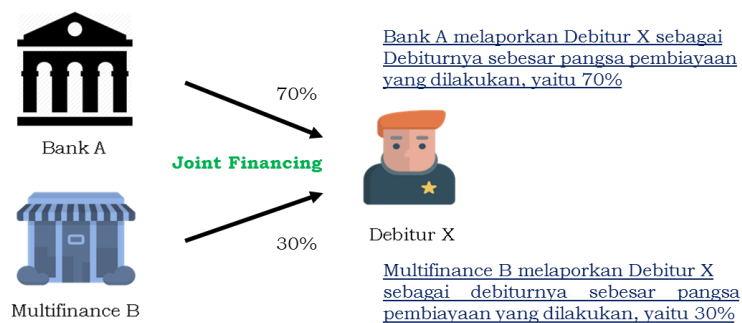 Bank A melaporkan Debitur X sebagai
Debiturnya sebesar pangsa pembiayaan
yang dilakukan, yaitu 70%
70%
Bank A
Joint Financing
30%
Debitur X
Multifinance B
Multifinance B melaporkan Debitur X
sebagai debiturnya sebesar pangsa
pembiayaan yang dilakukan, yaitu 30%